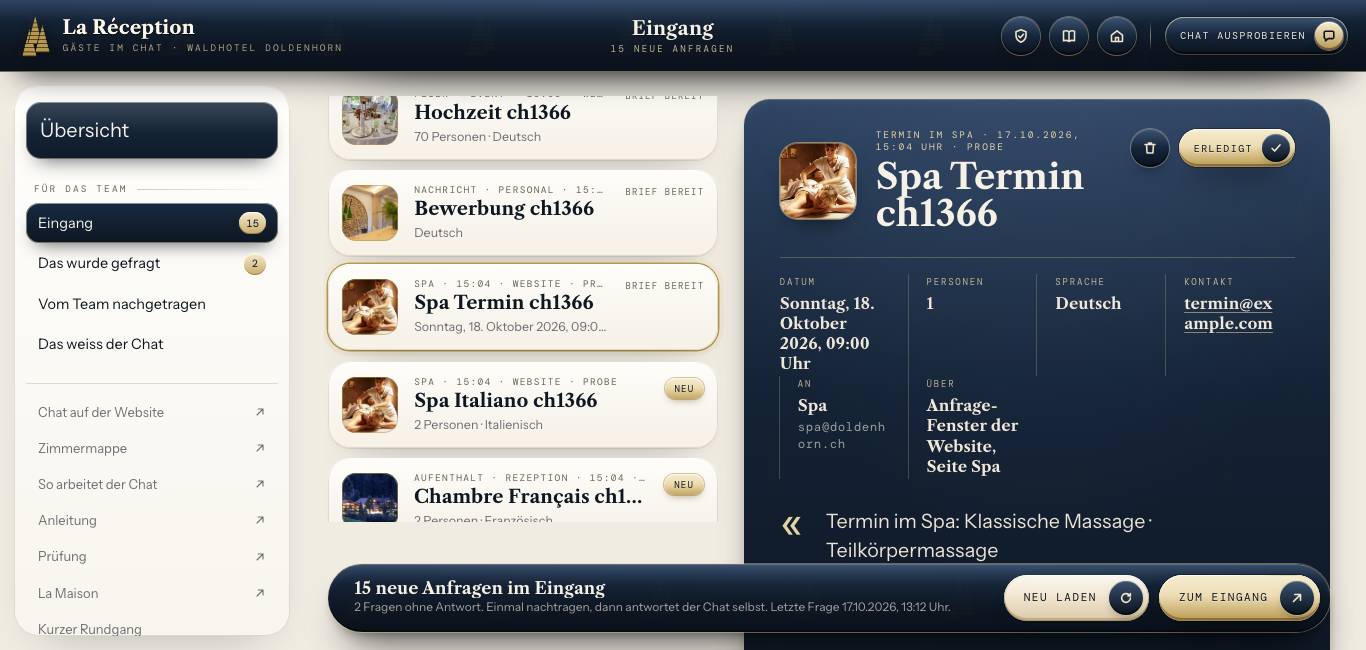 La Réception
GÄSTE IM CHAT · WALDHOTEL DOLDENHORN
Eingang
15 NEUE ANFRAGEN
CHAT AUSPROBIEREN
Übersicht
FÜR DAS TEAM
Eingang
15
Das wurde gefragt
2
Vom Team nachgetragen
Das weiss der Chat
Chat auf der Website
Zimmermappe
So arbeitet der Chat
Anleitung
Prüfung
La Maison
Kurzer Rundgang
BRIEF BEREIT
Hochzeit ch1366
70 Personen · Deutsch
NACHRICHT · PERSONAL · 15:…
BRIEF BEREIT
Bewerbung ch1366
Deutsch
SPA · 15:04 · WEBSITE · PR…
BRIEF BEREIT
Spa Termin ch1366
Sonntag, 18. Oktober 2026, 09:0…
SPA · 15:04 · WEBSITE · PROBE
NEU
Spa Italiano ch1366
2 Personen · Italienisch
AUFENTHALT · REZEPTION · 15:04 ·…
NEU
Chambre Français ch1…
2 Personen · Französisch
TERMIN IM SPA · 17.10.2026,
15:04 UHR · PROBE
Spa Termin
ch1366
ERLEDIGT
DATUM
Sonntag, 18.
Oktober
2026, 09:00
Uhr
PERSONEN
1
SPRACHE
Deutsch
KONTAKT
termin@ex
ample.com
AN
Spa
spa@doldenh
orn.ch
ÜBER
Anfrage-
Fenster der
Website,
Seite Spa
«
Termin im Spa: Klassische Massage ·
Teilkörpermassage
15 neue Anfragen im Eingang
2 Fragen ohne Antwort. Einmal nachtragen, dann antwortet der Chat selbst. Letzte Frage 17.10.2026, 13:12 Uhr.
NEU LADEN
ZUM EINGANG